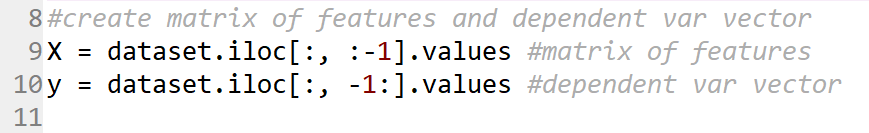 8 #create matrix of features and dependent var vector
9 X = dataset.iloc[:, :-1].values #matrix of features
10 y = dataset.iloc[:, -1:].values #dependent var vector
11